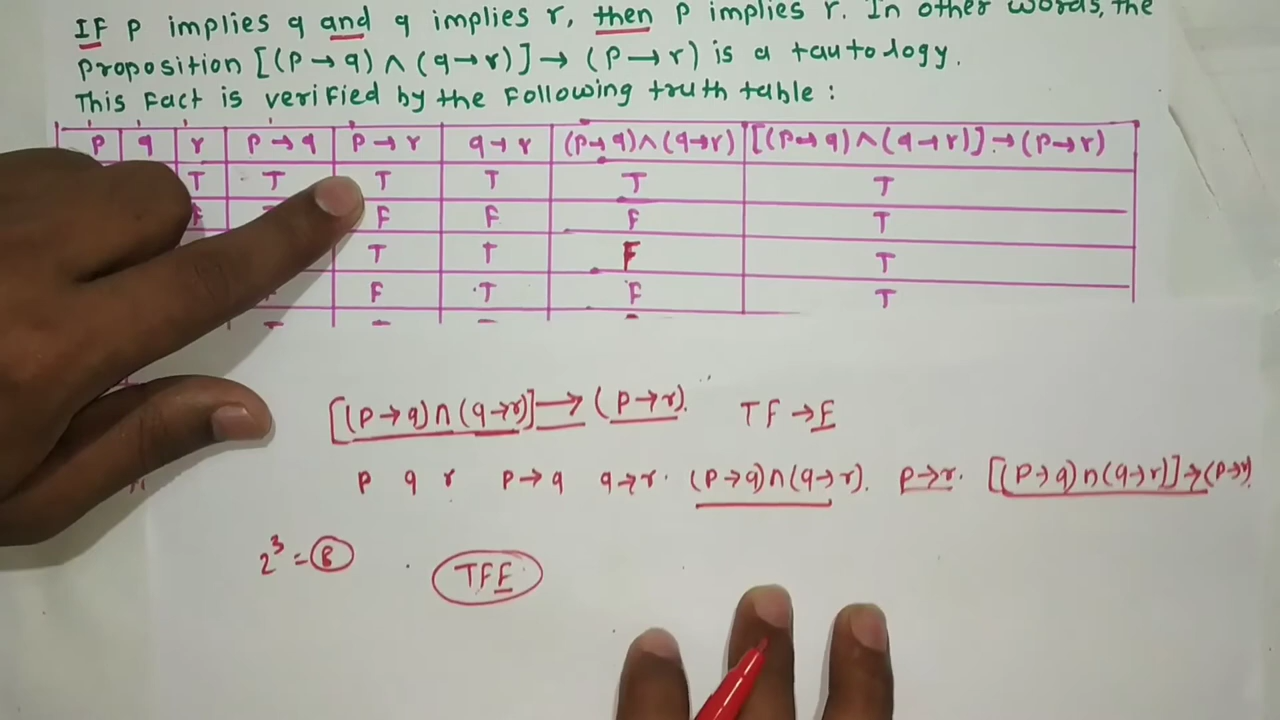 If P implies q and q implies r, then P implies r. In other words, the
Proposition [(P→q)∧(q→r)]→(P→r) is a tautology.
This Fact is verified by the Following truth table:
P q r P→q P→r q→r (P→q)∧(q→r) [(P→q)∧(q→r)]→(P→r)
T T T T T T
F F F F T
T T F T
F T F T
[(P→q)∩(q→r)]→(P→r). TF→F
P q r P→q q→r. (P→q)∩(q→r). P→r. [(P→q)∩(q→r)]→(P→r)
2³=8 TFF